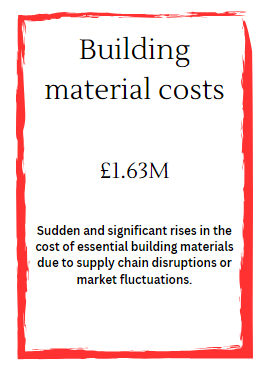 Building
material costs
£1.63M
Sudden and significant rises in the
cost of essential building materials
due to supply chain disruptions or
market fluctuations.